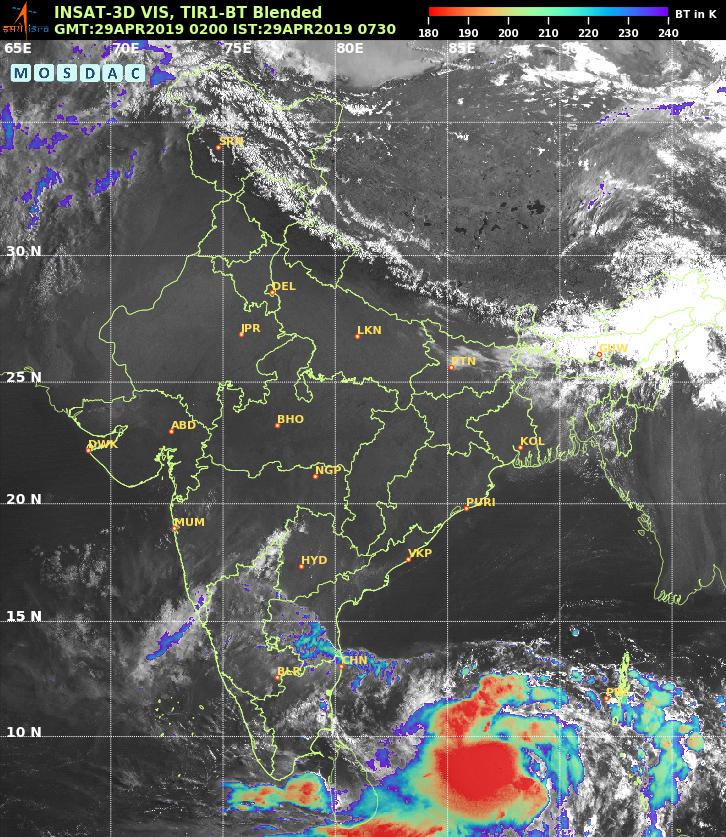 INSAT-3D VIS, TIR1-BT Blended
GMT:29APR2019 0200 IST:29APR2019 0730
BT in K
180 190 200 210 220 230 240
65E 70E 75E 80E 85E
MOSDAC
SRN
30 N
DEL
JPR LKN
GUW
PTN
25 N
ABD BHO
DWK KOL
NGP
20 N PURI
MUM
HYD VKP
15 N
CHN
BLR
10 N